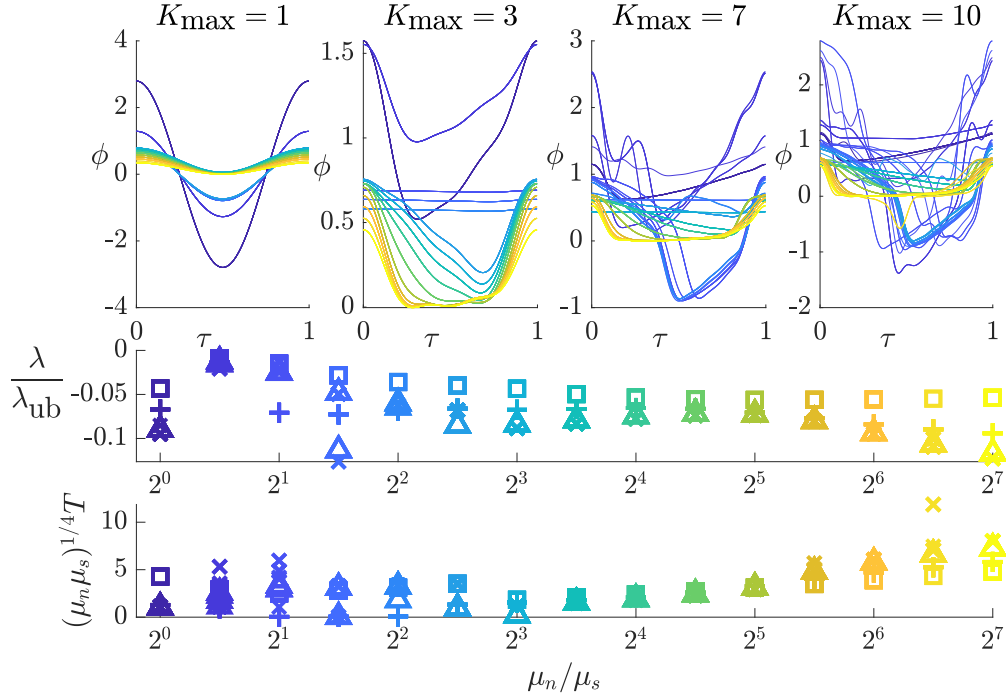 K_max = 1 K_max = 3 K_max = 7 K_max = 10
4 2 0 -2 -4 ϕ 0 τ 1
1.5 1 0.5 0 ϕ 0 τ 1
3 2 1 0 -1 ϕ 0 τ 1
3 2 1 0 -1 -2 ϕ 0 τ 1
λ/λ_ub
0 -0.05 -0.1
2^0 2^1 2^2 2^3 2^4 2^5 2^6 2^7
(μ_n μ_s)^{1/4} T
10 5 0
2^0 2^1 2^2 2^3 2^4 2^5 2^6 2^7
μ_n/μ_s